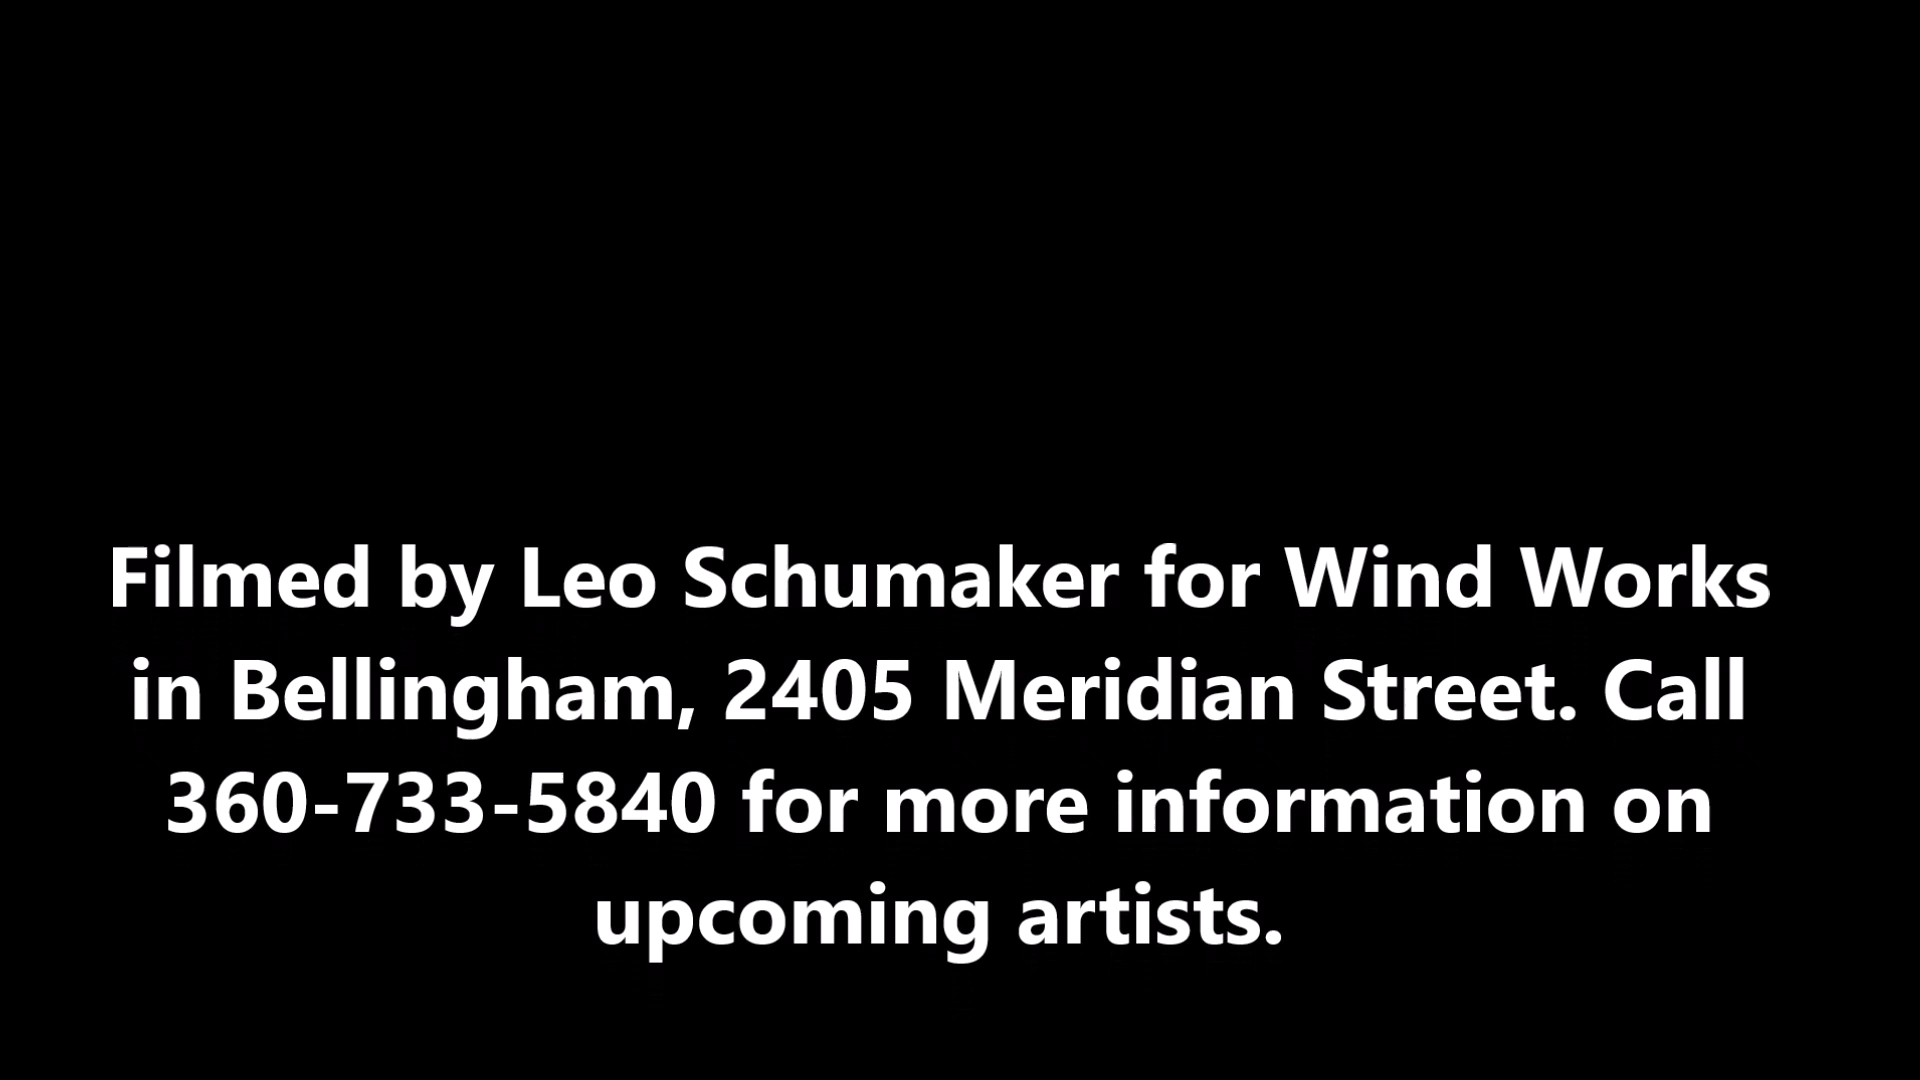 Filmed by Leo Schumaker for Wind Works
in Bellingham, 2405 Meridian Street. Call
360-733-5840 for more information on
upcoming artists.